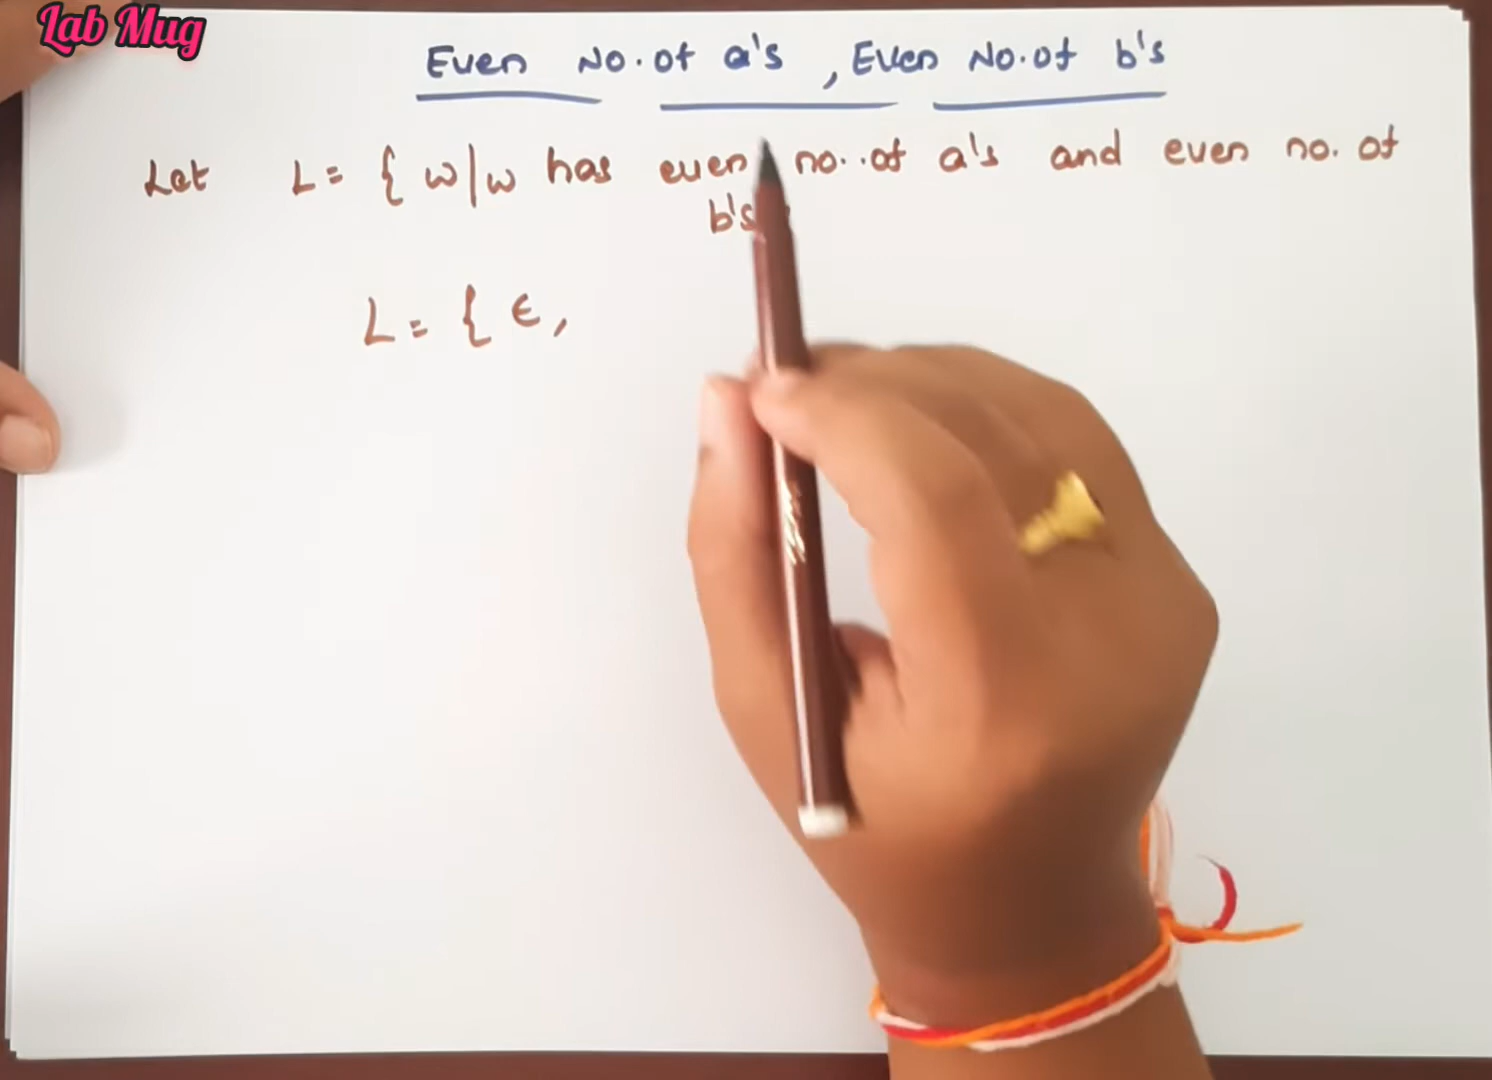 Lab Mug
Even No. of a's , Even No. of b's
Let L = { w | w has even no. of a's and even no. of
b's
L = { ε ,